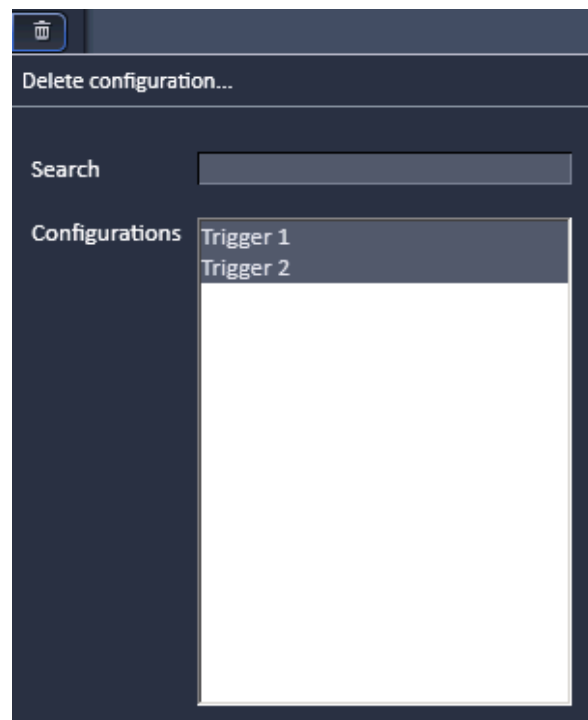 Delete configuration...
Search
Configurations
Trigger 1
Trigger 2